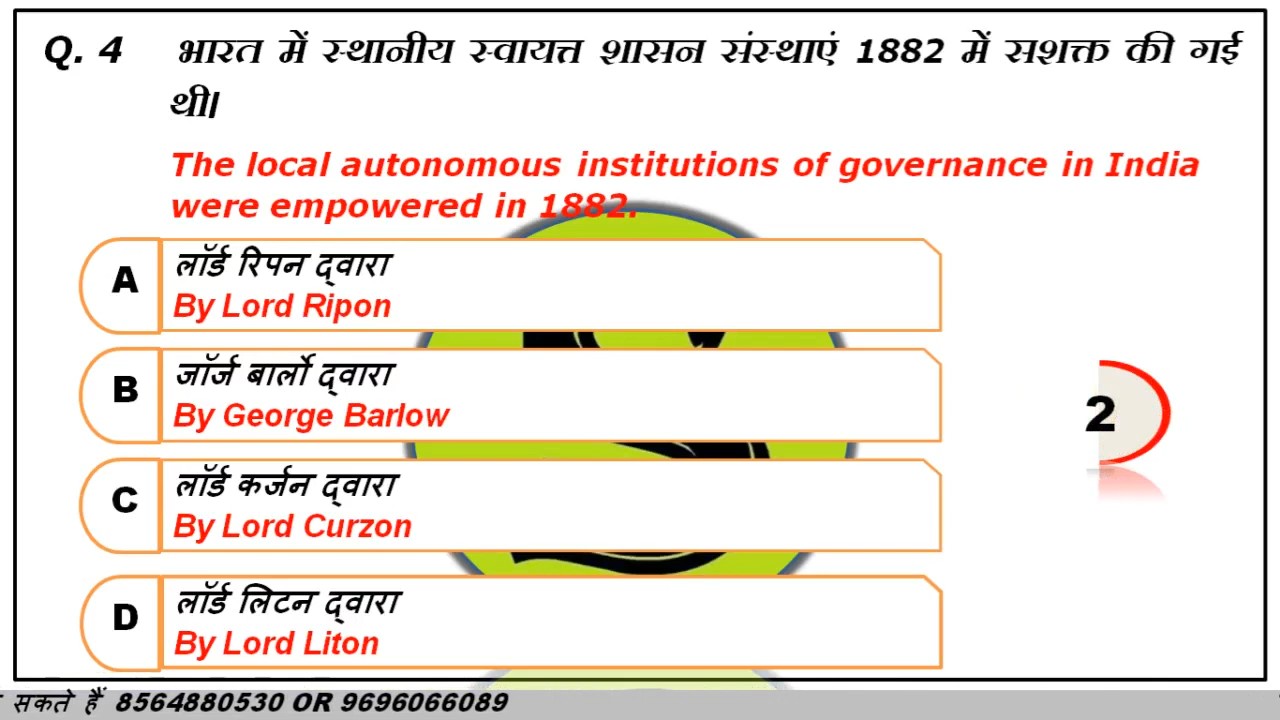 Q. 4 भारत में स्थानीय स्वायत्त शासन संस्थाएं 1882 में सशक्त की गई
थी।
The local autonomous institutions of governance in India
were empowered in 1882.
A लॉर्ड रिपन द्वारा
By Lord Ripon
B जॉर्ज बार्लो द्वारा
By George Barlow
2
C लॉर्ड कर्जन द्वारा
By Lord Curzon
D लॉर्ड लिटन द्वारा
By Lord Liton
सकते हैं 8564880530 OR 9696066089